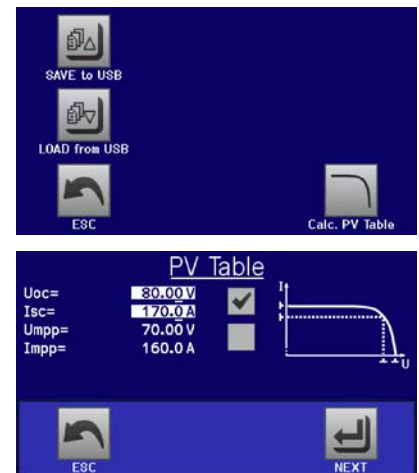 SAVE to USB
LOAD from USB
ESC
Calc. PV Table
PV Table
Uoc= 80.00 V
Isc= 170.0 A
Umpp= 70.00 V
Impp= 160.0 A
I
U
ESC
NEXT